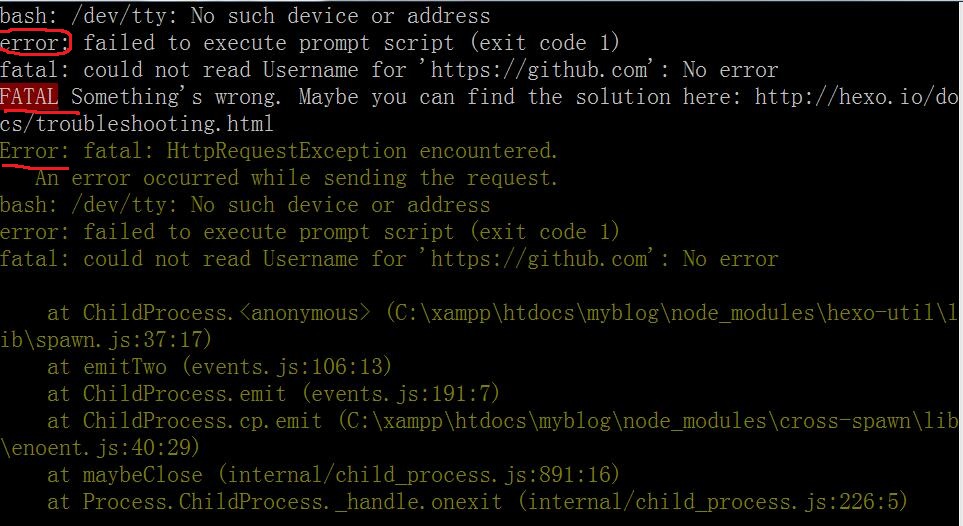 bash: /dev/tty: No such device or address
error: failed to execute prompt script (exit code 1)
fatal: could not read Username for 'https://github.com': No error
FATAL Something's wrong. Maybe you can find the solution here: http://hexo.io/do
cs/troubleshooting.html
Error: fatal: HttpRequestException encountered.
   An error occurred while sending the request.
bash: /dev/tty: No such device or address
error: failed to execute prompt script (exit code 1)
fatal: could not read Username for 'https://github.com': No error
    at ChildProcess.<anonymous> (C:\xampp\htdocs\myblog\node_modules\hexo-util\l
ib\spawn.js:37:17)
    at emitTwo (events.js:106:13)
    at ChildProcess.emit (events.js:191:7)
    at ChildProcess.cp.emit (C:\xampp\htdocs\myblog\node_modules\cross-spawn\lib
\enoent.js:40:29)
    at maybeClose (internal/child_process.js:891:16)
    at Process.ChildProcess._handle.onexit (internal/child_process.js:226:5)